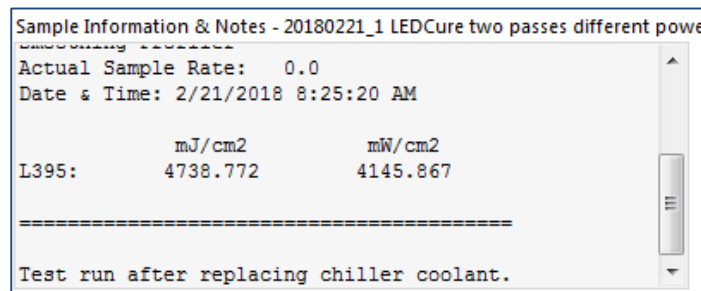 Sample Information & Notes - 20180221_1 LEDCure two passes different powe
Actual Sample Rate: 0.0
Date & Time: 2/21/2018 8:25:20 AM
mJ/cm2 mW/cm2
L395: 4738.772 4145.867
=========================================
Test run after replacing chiller coolant.